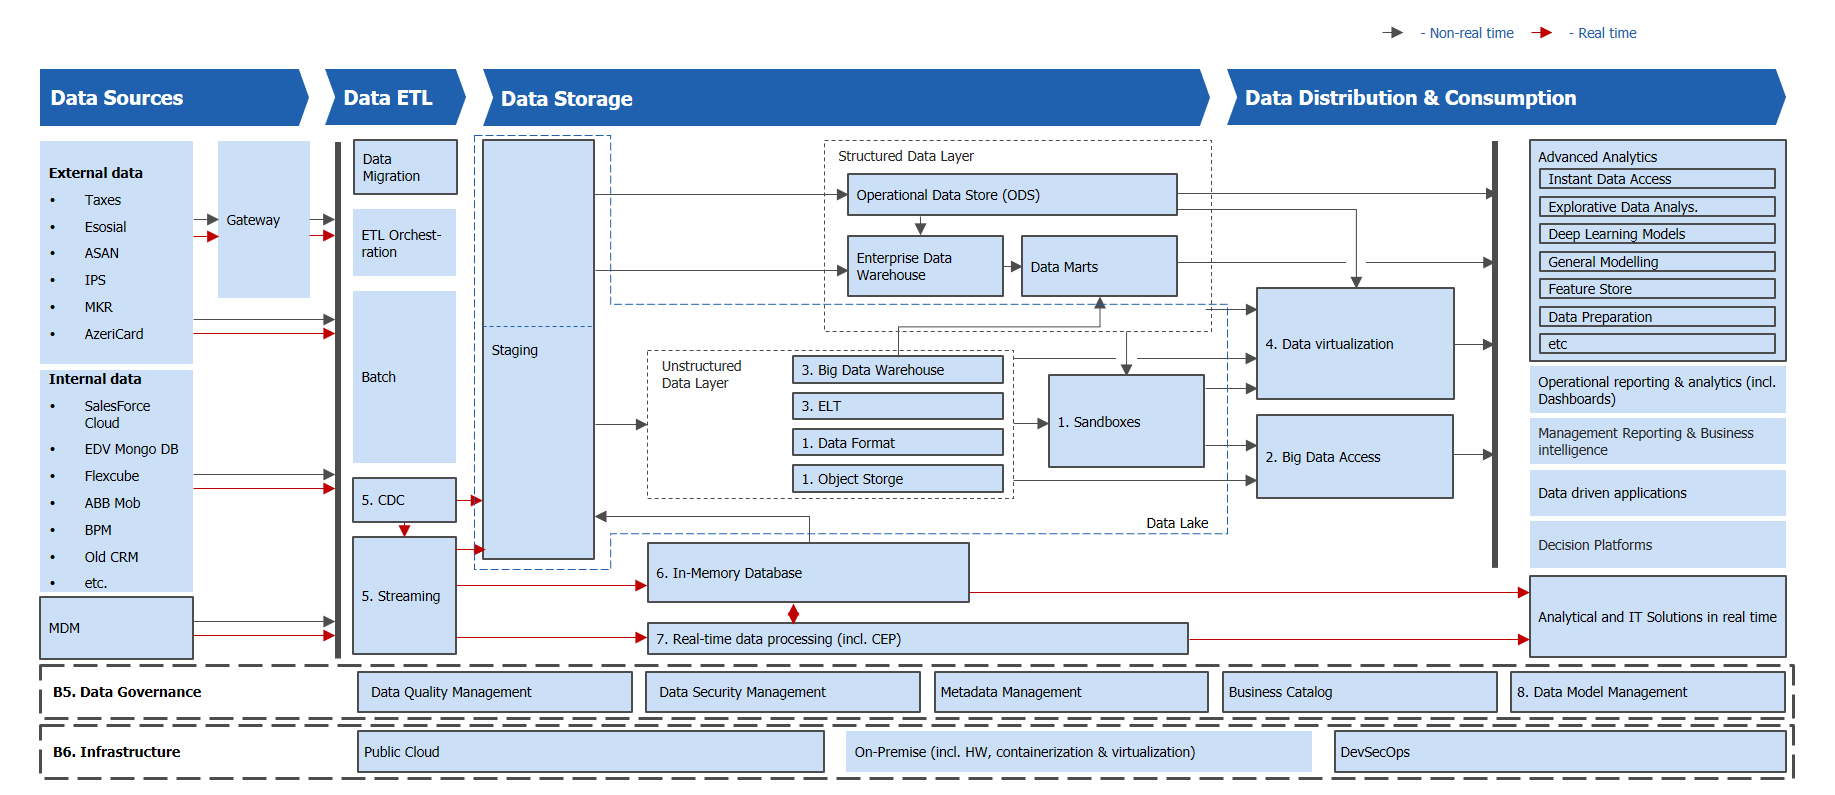 - Non-real time
- Real time
Data Sources
Data ETL
Data Storage
Data Distribution & Consumption
External data
• Taxes
• Esosial
• ASAN
• IPS
• MKR
• AzeriCard
Gateway
Internal data
• SalesForce
Cloud
• EDV Mongo DB
• Flexcube
• ABB Mob
• BPM
• Old CRM
• etc.
MDM
Data
Migration
ETL Orchest-
ration
Batch
5. CDC
5. Streaming
Staging
Structured Data Layer
Operational Data Store (ODS)
Enterprise Data
Warehouse
Data Marts
Unstructured
Data Layer
3. Big Data Warehouse
3. ELT
1. Data Format
1. Object Storge
1. Sandboxes
Data Lake
6. In-Memory Database
7. Real-time data processing (incl. CEP)
4. Data virtualization
2. Big Data Access
Advanced Analytics
Instant Data Access
Explorative Data Analys.
Deep Learning Models
General Modelling
Feature Store
Data Preparation
etc
Operational reporting & analytics (incl.
Dashboards)
Management Reporting & Business
intelligence
Data driven applications
Decision Platforms
Analytical and IT Solutions in real time
B5. Data Governance
Data Quality Management
Data Security Management
Metadata Management
Business Catalog
8. Data Model Management
B6. Infrastructure
Public Cloud
On-Premise (incl. HW, containerization & virtualization)
DevSecOps